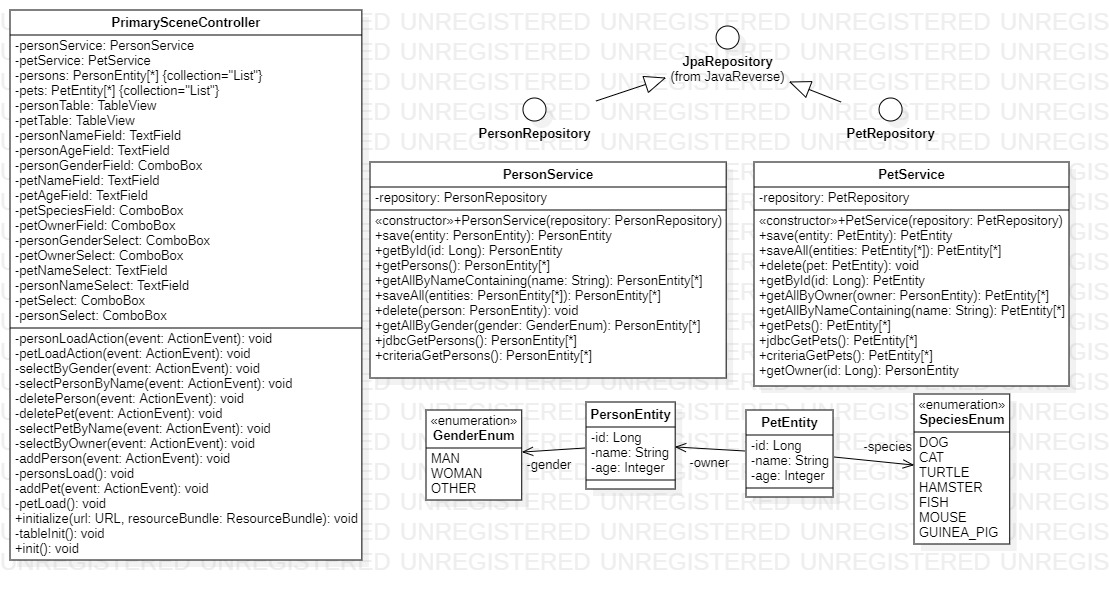 PrimarySceneController
-personService: PersonService
-petService: PetService
-persons: PersonEntity[*] {collection="List"}
-pets: PetEntity[*] {collection="List"}
-personTable: TableView
-petTable: TableView
-personNameField: TextField
-personAgeField: TextField
-personGenderField: ComboBox
-petNameField: TextField
-petAgeField: TextField
-petSpeciesField: ComboBox
-petOwnerField: ComboBox
-personGenderSelect: ComboBox
-petOwnerSelect: ComboBox
-petNameSelect: TextField
-personNameSelect: TextField
-petSelect: ComboBox
-personSelect: ComboBox
-personLoadAction(event: ActionEvent): void
-petLoadAction(event: ActionEvent): void
-selectByGender(event: ActionEvent): void
-selectPersonByName(event: ActionEvent): void
-deletePerson(event: ActionEvent): void
-deletePet(event: ActionEvent): void
-selectPetByName(event: ActionEvent): void
-selectByOwner(event: ActionEvent): void
-addPerson(event: ActionEvent): void
-personsLoad(): void
-addPet(event: ActionEvent): void
-petLoad(): void
+initialize(url: URL, resourceBundle: ResourceBundle): void
-tableInit(): void
+init(): void
JpaRepository
(from JavaReverse)
PersonRepository
PetRepository
PersonService
-repository: PersonRepository
«constructor»+PersonService(repository: PersonRepository)
+save(entity: PersonEntity): PersonEntity
+getById(id: Long): PersonEntity
+getPersons(): PersonEntity[*]
+getAllByNameContaining(name: String): PersonEntity[*]
+saveAll(entities: PersonEntity[*]): PersonEntity[*]
+delete(person: PersonEntity): void
+getAllByGender(gender: GenderEnum): PersonEntity[*]
+jdbcGetPersons(): PersonEntity[*]
+criteriaGetPersons(): PersonEntity[*]
PetService
-repository: PetRepository
«constructor»+PetService(repository: PetRepository)
+save(entity: PetEntity): PetEntity
+saveAll(entities: PetEntity[*]): PetEntity[*]
+delete(pet: PetEntity): void
+getById(id: Long): PetEntity
+getAllByOwner(owner: PersonEntity): PetEntity[*]
+getAllByNameContaining(name: String): PetEntity[*]
+getPets(): PetEntity[*]
+jdbcGetPets(): PetEntity[*]
+criteriaGetPets(): PetEntity[*]
+getOwner(id: Long): PersonEntity
«enumeration»
GenderEnum
MAN
WOMAN
OTHER
-gender
PersonEntity
-id: Long
-name: String
-age: Integer
-owner
PetEntity
-id: Long
-name: String
-age: Integer
-species
«enumeration»
SpeciesEnum
DOG
CAT
TURTLE
HAMSTER
FISH
MOUSE
GUINEA_PIG
UNREGISTERED